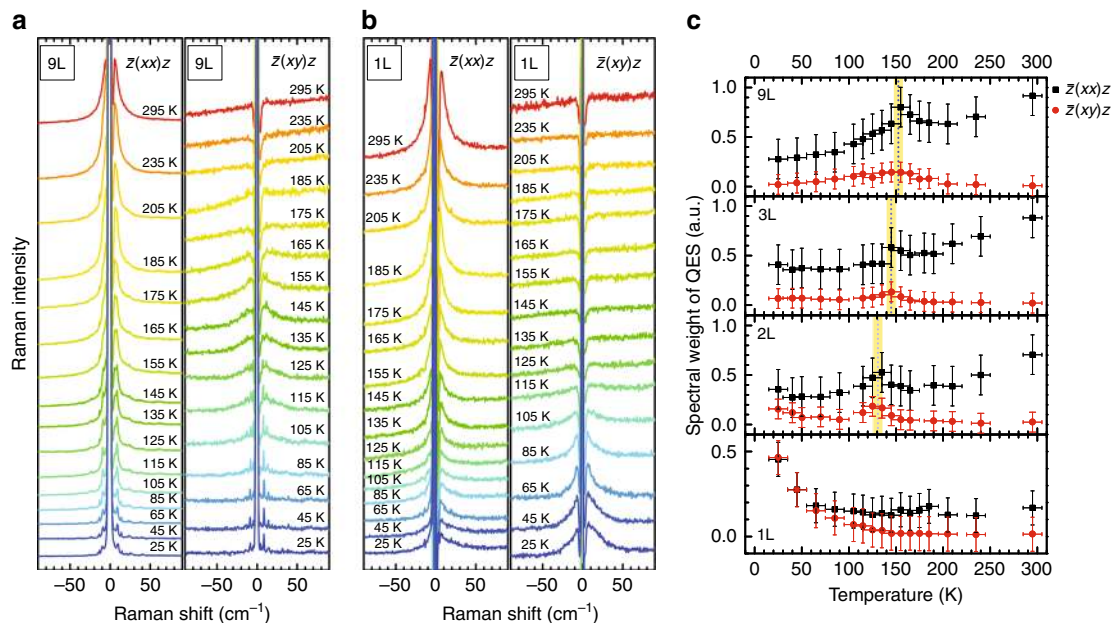 a
9L
z̄(xx)z
295 K
235 K
205 K
185 K
175 K
165 K
155 K
145 K
135 K
125 K
115 K
105 K
85 K
65 K
45 K
25 K
9L
z̄(xy)z
295 K
235 K
205 K
185 K
175 K
165 K
155 K
145 K
135 K
125 K
115 K
105 K
85 K
65 K
45 K
25 K
Raman intensity
−50 0 50
−50 0 50
Raman shift (cm⁻¹)
b
1L
z̄(xx)z
295 K
235 K
205 K
185 K
175 K
165 K
155 K
145 K
135 K
125 K
115 K
105 K
85 K
65 K
45 K
25 K
1L
z̄(xy)z
295 K
235 K
205 K
185 K
175 K
165 K
155 K
145 K
135 K
125 K
115 K
105 K
85 K
65 K
45 K
25 K
−50 0 50
−50 0 50
Raman shift (cm⁻¹)
c
0 50 100 150 200 250 300
z̄(xx)z
z̄(xy)z
Spectral weight of QES (a.u.)
1.0
9L
0.5
0.0
1.0
3L
0.5
0.0
1.0
2L
0.5
0.0
0.5
0.0
1L
0 50 100 150 200 250 300
Temperature (K)